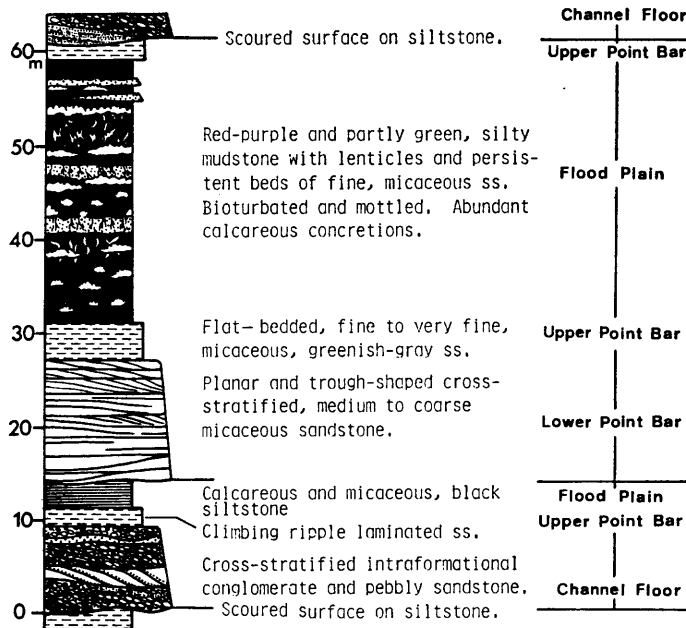 Channel Floor
Scoured surface on siltstone.
60
m
Upper Point Bar
50
Red-purple and partly green, silty
mudstone with lenticles and persis-
tent beds of fine, micaceous ss.
Bioturbated and mottled. Abundant
calcareous concretions.
Flood Plain
40
30
Flat-bedded, fine to very fine,
micaceous, greenish-gray ss.
Upper Point Bar
Planar and trough-shaped cross-
stratified, medium to coarse
micaceous sandstone.
20
Lower Point Bar
Calcareous and micaceous, black
siltstone
Flood Plain
10
Climbing ripple laminated ss.
Upper Point Bar
Cross-stratified intraformational
conglomerate and pebbly sandstone.
Channel Floor
0
Scoured surface on siltstone.